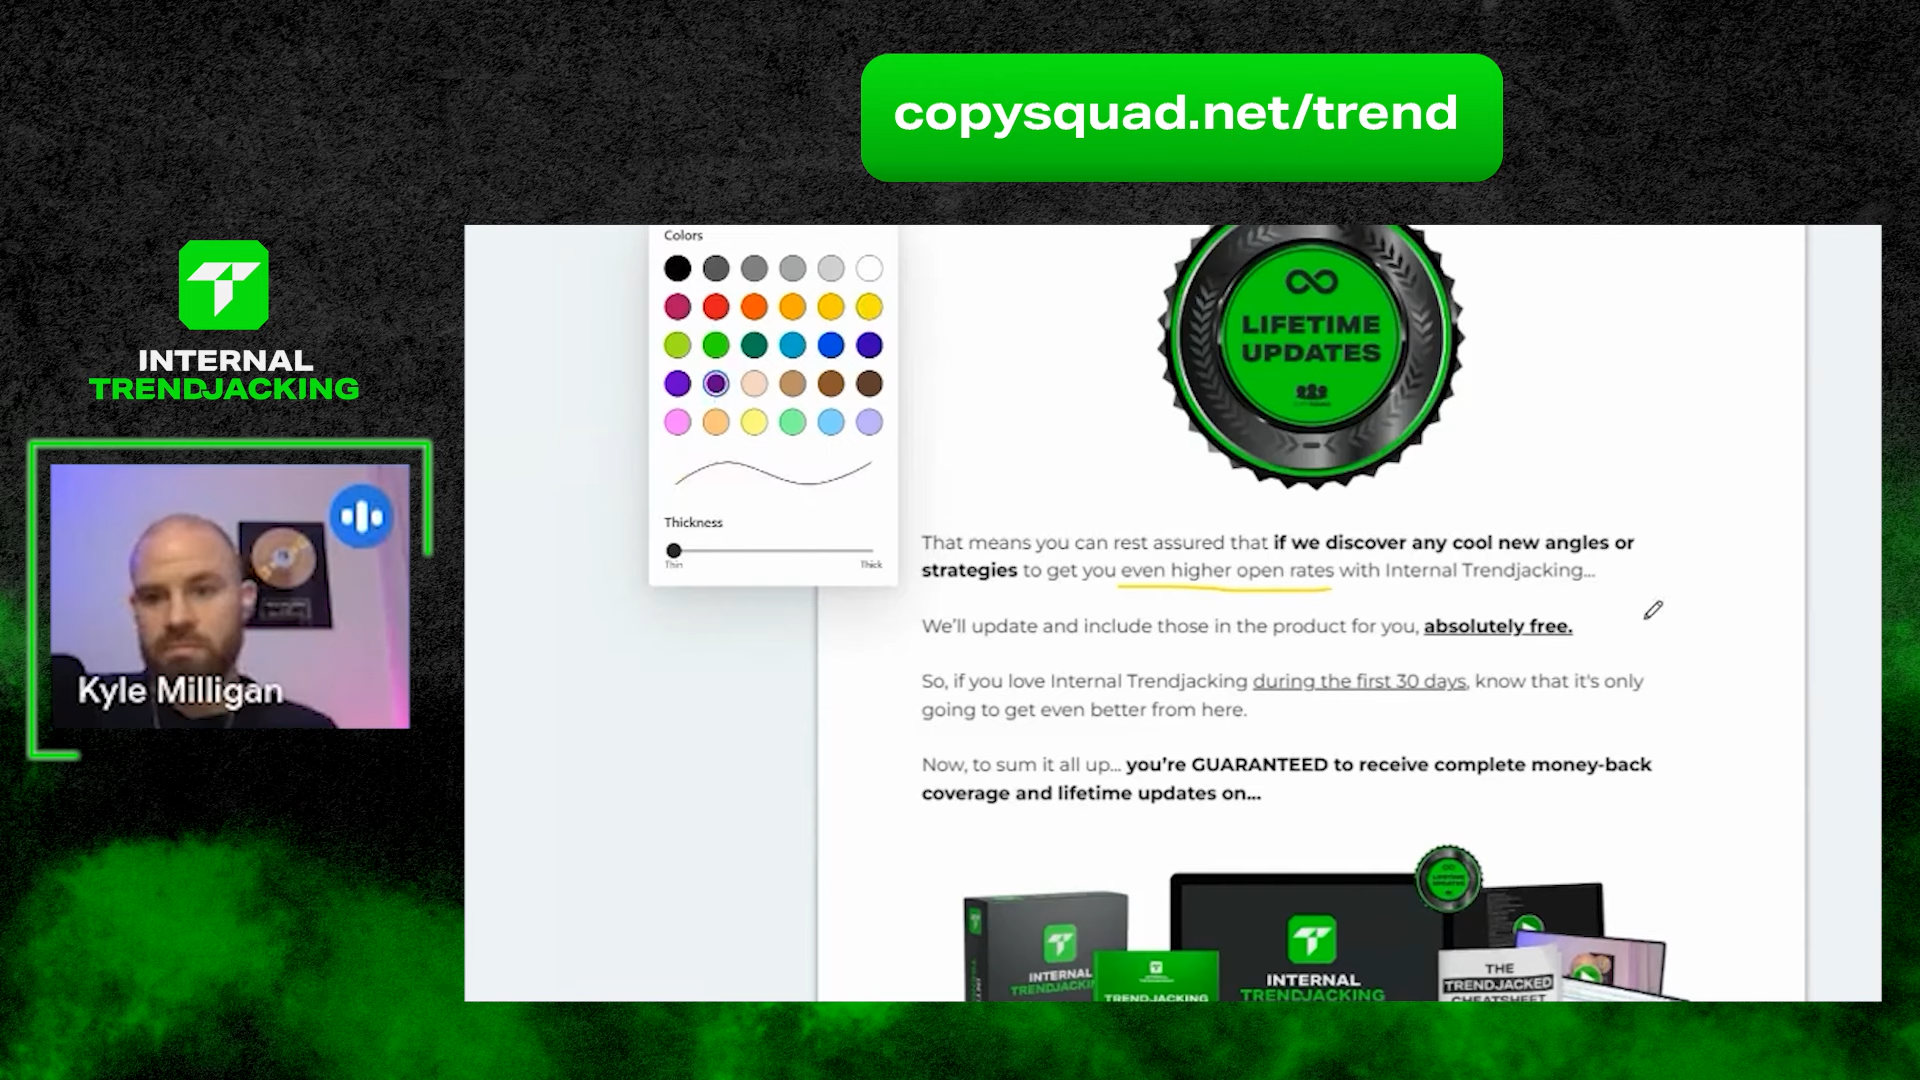 copysquad.net/trend
INTERNAL
TRENDJACKING
Kyle Milligan
Colors
Thickness
Thin
Thick
LIFETIME
UPDATES
That means you can rest assured that if we discover any cool new angles or
strategies to get you even higher open rates with Internal Trendjacking...
We'll update and include those in the product for you, absolutely free.
So, if you love Internal Trendjacking during the first 30 days, know that it's only
going to get even better from here.
Now, to sum it all up... you're GUARANTEED to receive complete money-back
coverage and lifetime updates on...
LIFETIME
UPDATES
INTERNAL
TRENDJACKI
TRENDJACKING
INTERNAL
TRENDJACKING
THE
TRENDJACKED
CHEATSHEET